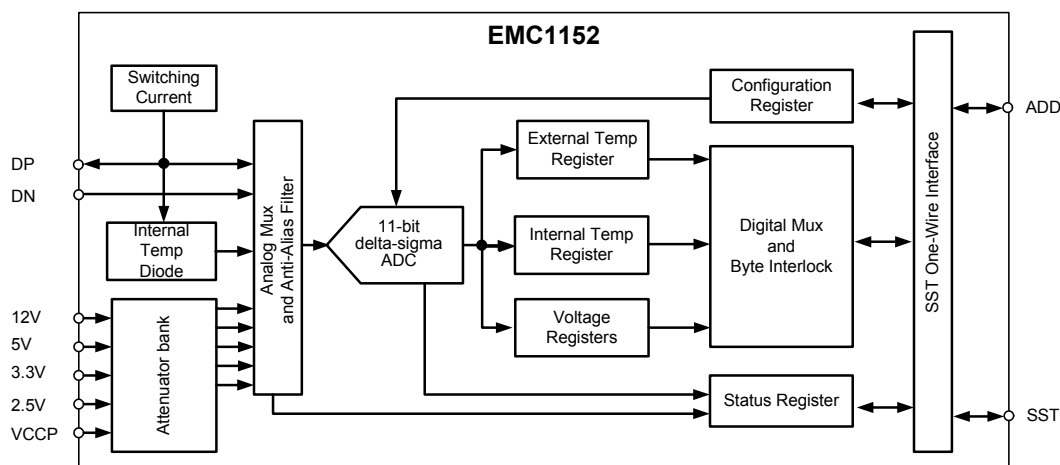 EMC1152
Switching
Current
DP
DN
Internal
Temp
Diode
12V
5V
3.3V
2.5V
VCCP
Attenuator bank
Analog Mux
and Anti-Alias Filter
11-bit
delta-sigma
ADC
External Temp
Register
Internal Temp
Register
Voltage
Registers
Configuration
Register
Digital Mux
and
Byte Interlock
Status Register
SST One-Wire Interface
ADD
SST